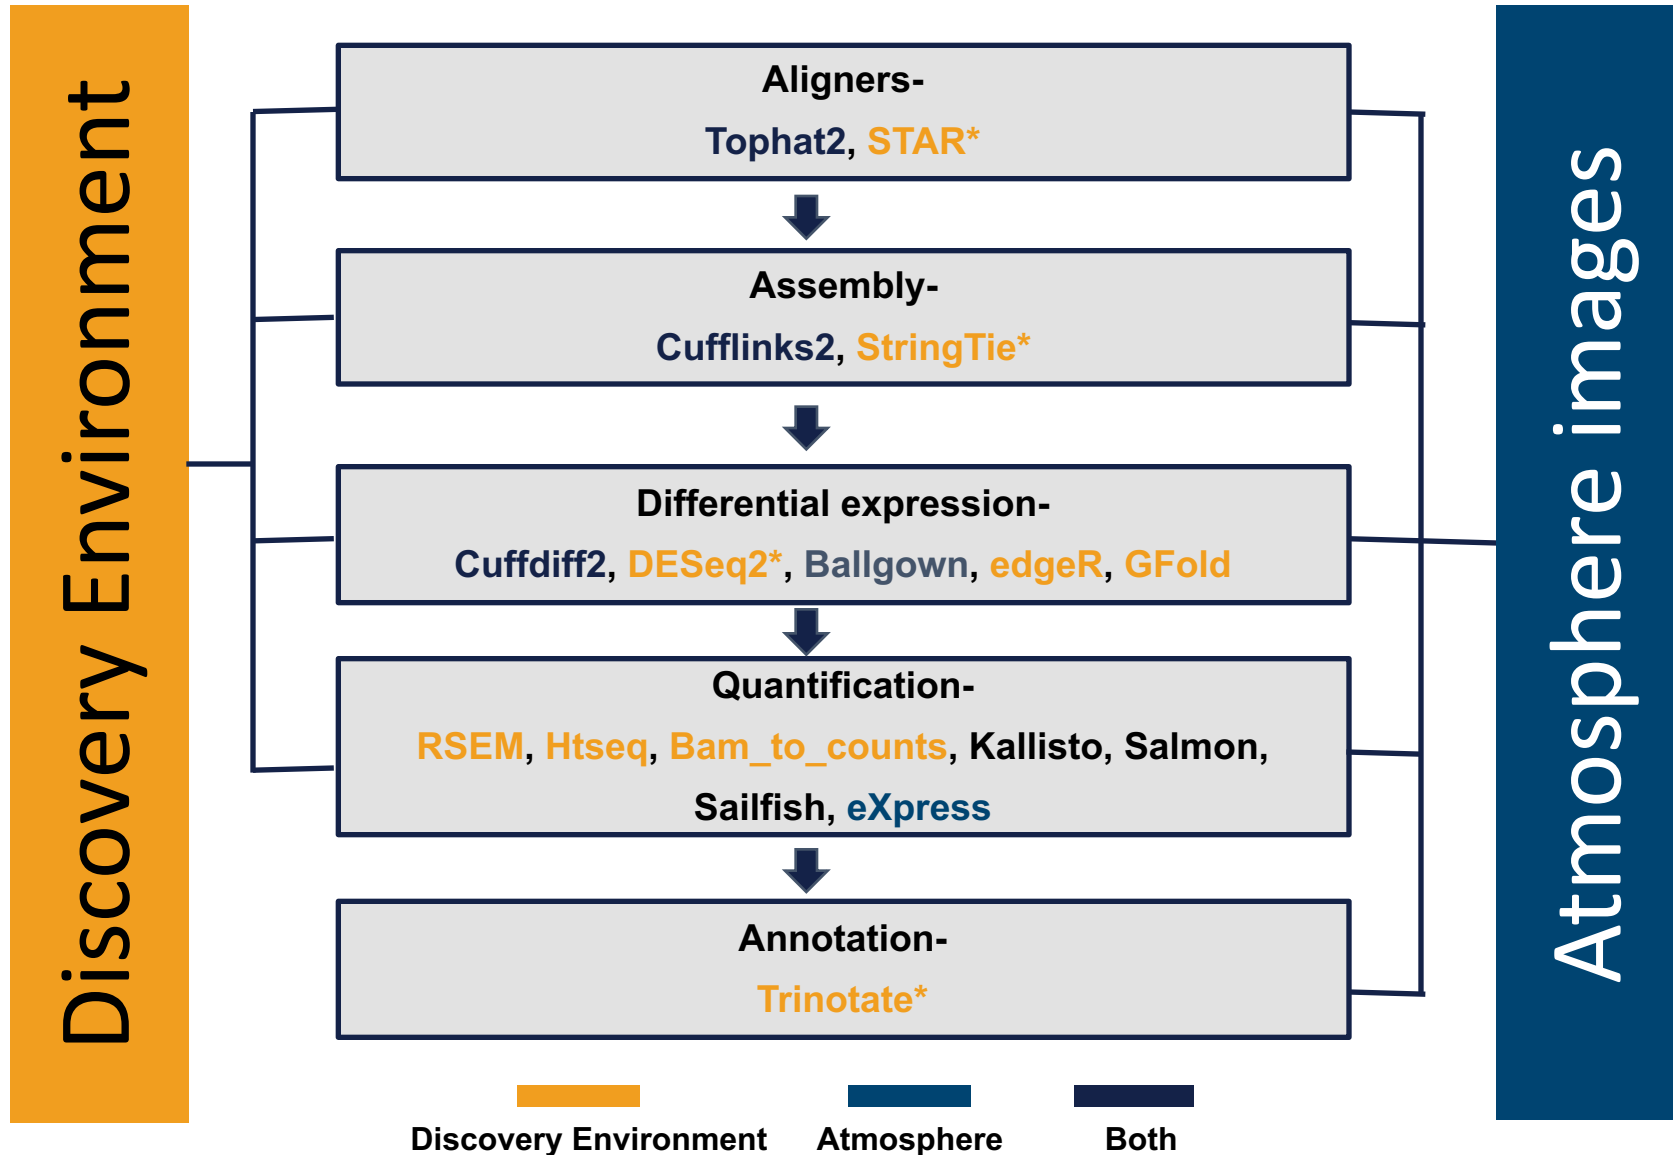 Discovery Environment
Aligners-
Tophat2, STAR*
Assembly-
Cufflinks2, StringTie*
Differential expression-
Cuffdiff2, DESeq2*, Ballgown, edgeR, GFold
Quantification-
RSEM, Htseq, Bam_to_counts, Kallisto, Salmon,
Sailfish, eXpress
Annotation-
Trinotate*
Atmosphere images
Discovery Environment
Atmosphere
Both